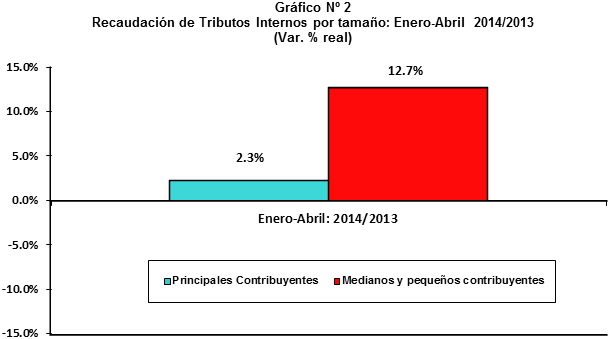 Gráfico Nº 2
Recaudación de Tributos Internos por tamaño: Enero-Abril 2014/2013
(Var. % real)
15.0%
12.7%
10.0%
5.0%
2.3%
0.0%
Enero-Abril: 2014/2013
-5.0%
Principales Contribuyentes
Medianos y pequeños contribuyentes
-10.0%
-15.0%